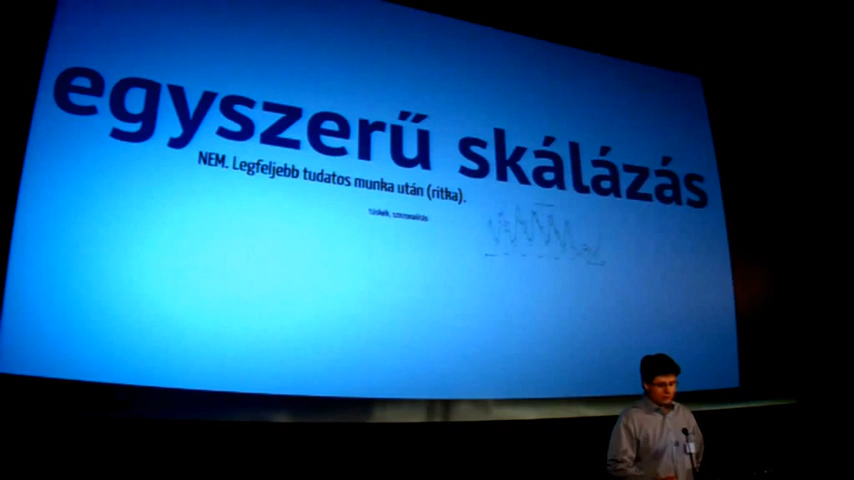 egyszerű skálázás
NEM. Legfeljebb tudatos munka után (ritka).